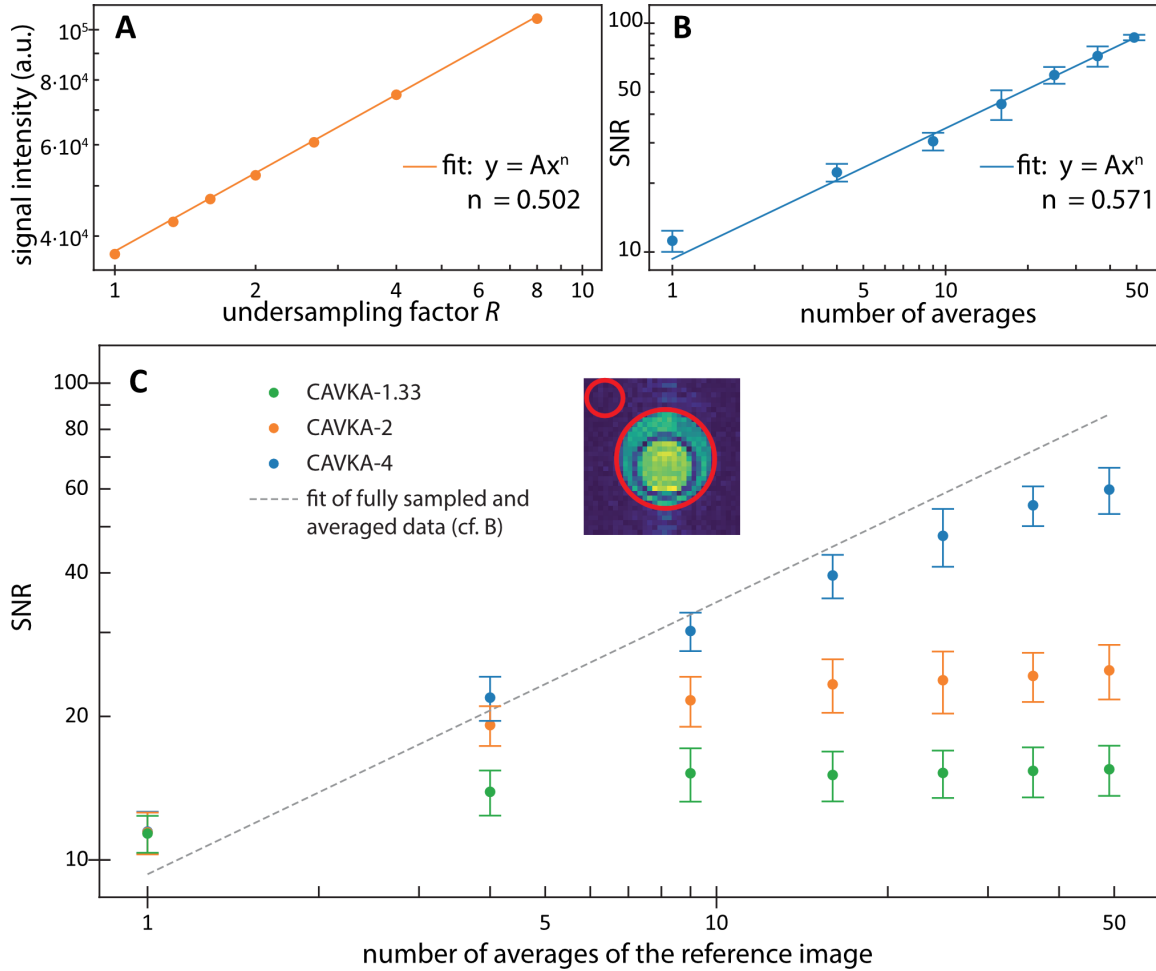 A
signal intensity (a.u.)
10⁵
8·10⁴
6·10⁴
4·10⁴
fit: y = Axⁿ
n = 0.502
1
2
4
6
8
10
undersampling factor R
B
SNR
100
50
10
fit: y = Axⁿ
n = 0.571
1
5
10
50
number of averages
C
CAVKA-1.33
CAVKA-2
CAVKA-4
fit of fully sampled and
averaged data (cf. B)
SNR
100
80
60
40
20
10
1
5
10
50
number of averages of the reference image